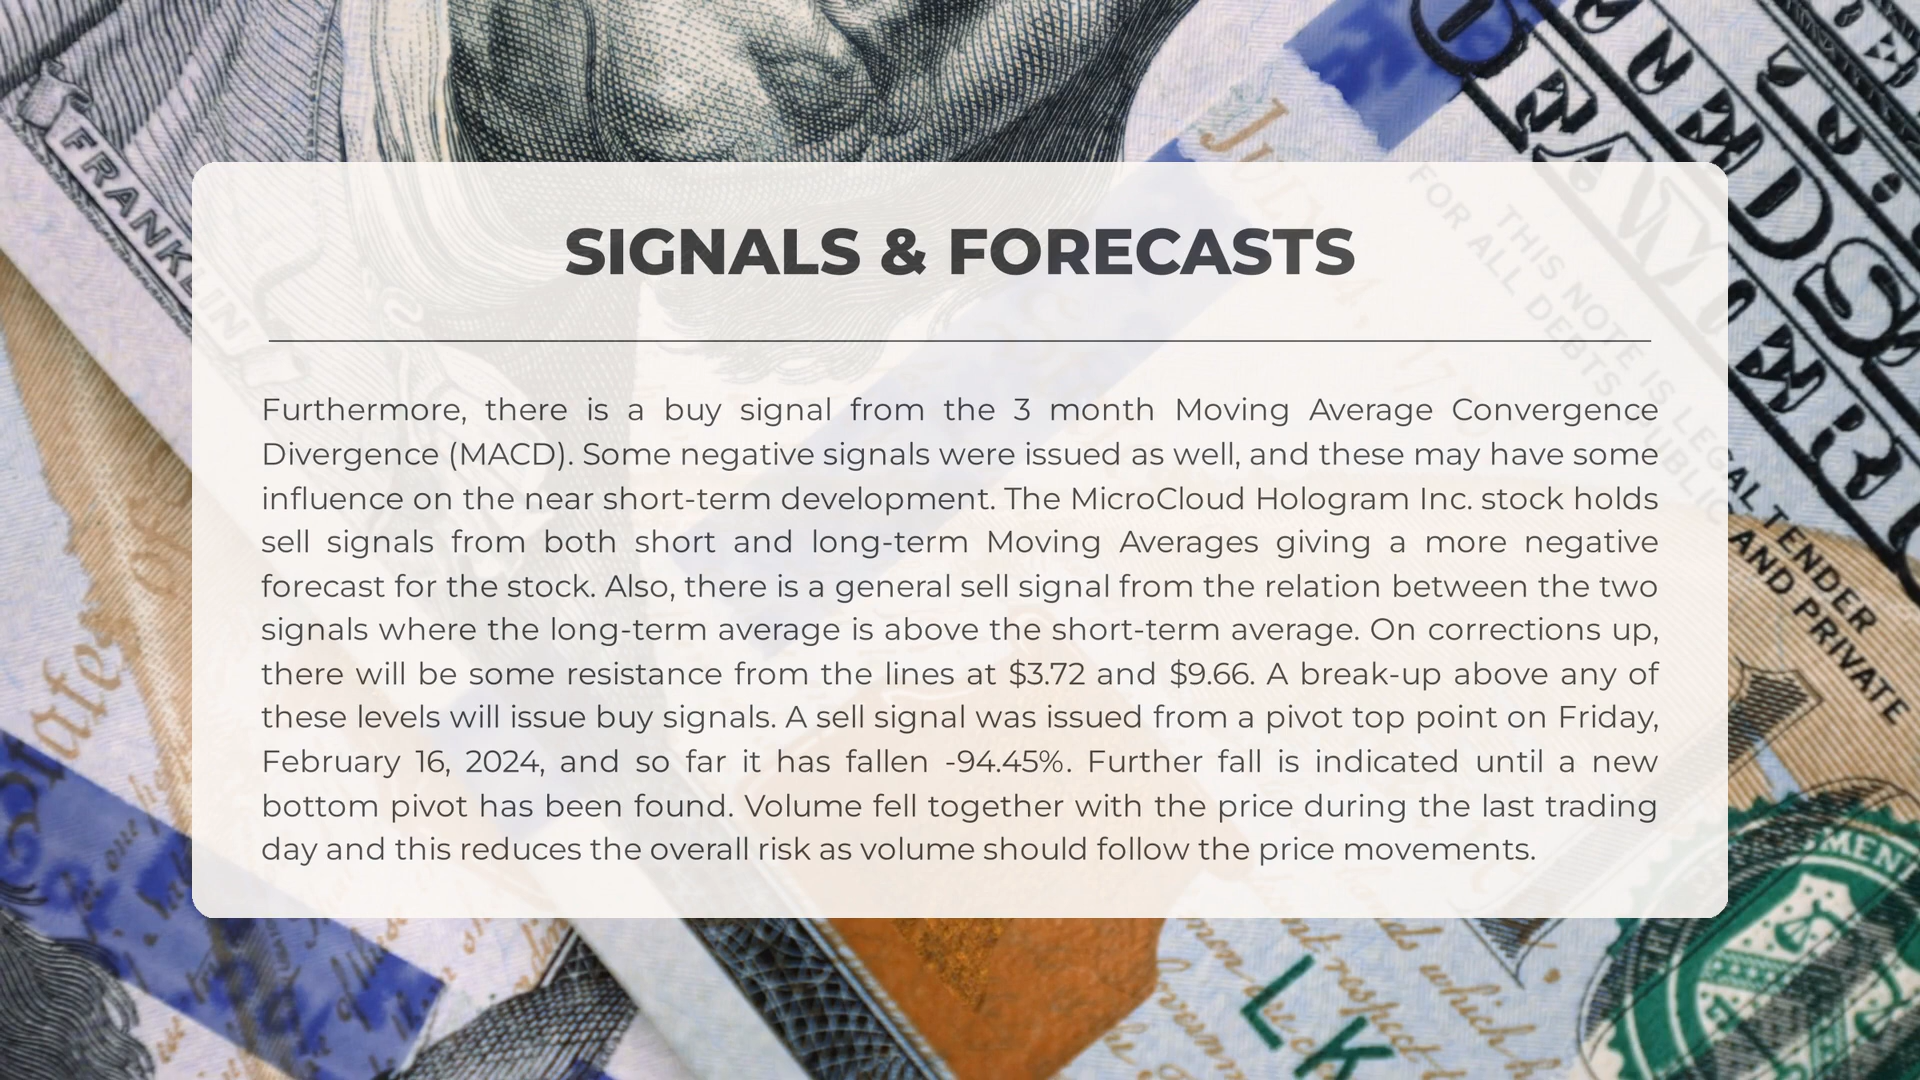 FRANKLIN
JULY 4, 17
THIS NOTE IS LEGAL TENDER
FOR ALL DEBTS, PUBLIC AND PRIVATE
SIGNALS & FORECASTS
Furthermore, there is a buy signal from the 3 month Moving Average Convergence
Divergence (MACD). Some negative signals were issued as well, and these may have some
influence on the near short-term development. The MicroCloud Hologram Inc. stock holds
sell signals from both short and long-term Moving Averages giving a more negative
forecast for the stock. Also, there is a general sell signal from the relation between the two
signals where the long-term average is above the short-term average. On corrections up,
there will be some resistance from the lines at $3.72 and $9.66. A break-up above any of
these levels will issue buy signals. A sell signal was issued from a pivot top point on Friday,
February 16, 2024, and so far it has fallen -94.45%. Further fall is indicated until a new
bottom pivot has been found. Volume fell together with the price during the last trading
day and this reduces the overall risk as volume should follow the price movements.
L K